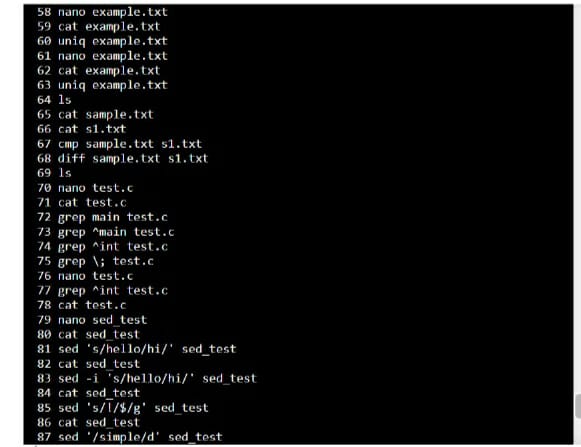 58 nano example.txt
59 cat example.txt
60 uniq example.txt
61 nano example.txt
62 cat example.txt
63 uniq example.txt
64 ls
65 cat sample.txt
66 cat s1.txt
67 cmp sample.txt s1.txt
68 diff sample.txt s1.txt
69 ls
70 nano test.c
71 cat test.c
72 grep main test.c
73 grep ^main test.c
74 grep ^int test.c
75 grep \; test.c
76 nano test.c
77 grep ^int test.c
78 cat test.c
79 nano sed_test
80 cat sed_test
81 sed 's/hello/hi/' sed_test
82 cat sed_test
83 sed -i 's/hello/hi/' sed_test
84 cat sed_test
85 sed 's/!/$/g' sed_test
86 cat sed_test
87 sed '/simple/d' sed_test